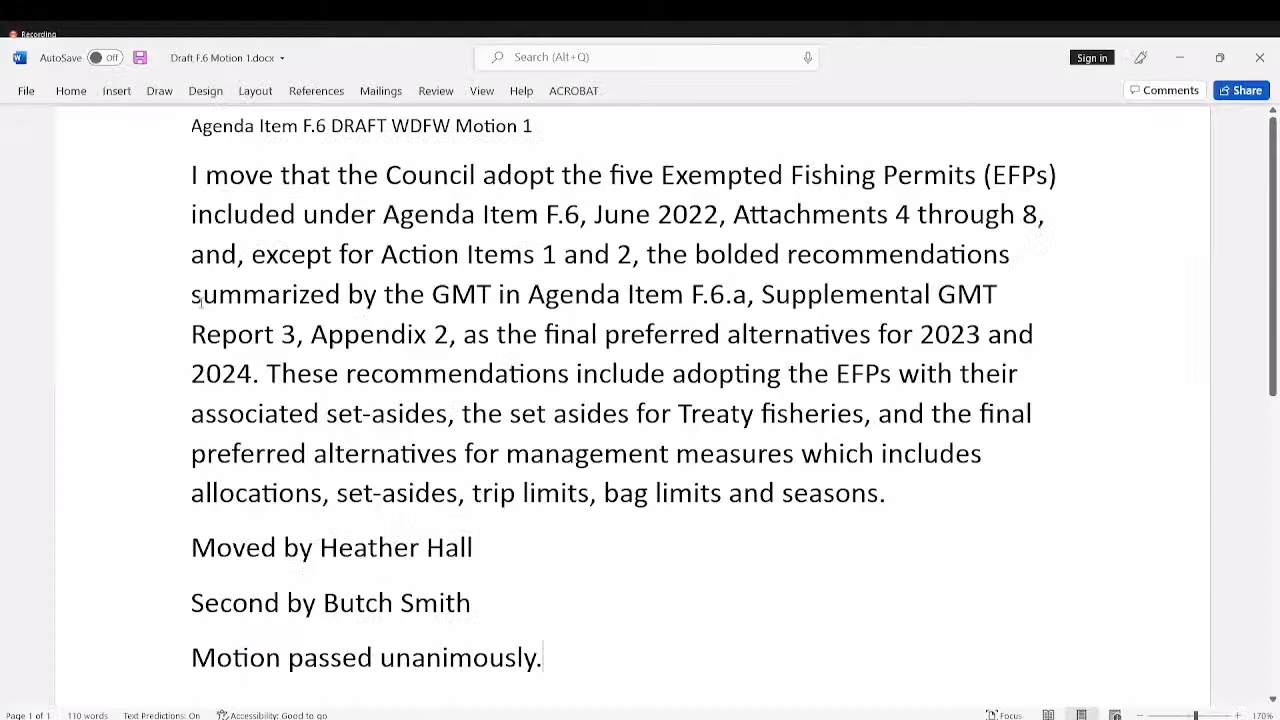 Recording
AutoSave Off Draft F.6 Motion 1.docx Search (Alt+Q) Sign in
File Home Insert Draw Design Layout References Mailings Review View Help ACROBAT Comments Share
Agenda Item F.6 DRAFT WDFW Motion 1
I move that the Council adopt the five Exempted Fishing Permits (EFPs)
included under Agenda Item F.6, June 2022, Attachments 4 through 8,
and, except for Action Items 1 and 2, the bolded recommendations
summarized by the GMT in Agenda Item F.6.a, Supplemental GMT
Report 3, Appendix 2, as the final preferred alternatives for 2023 and
2024. These recommendations include adopting the EFPs with their
associated set-asides, the set asides for Treaty fisheries, and the final
preferred alternatives for management measures which includes
allocations, set-asides, trip limits, bag limits and seasons.
Moved by Heather Hall
Second by Butch Smith
Motion passed unanimously.
Page 1 of 1 110 words Text Predictions: On Accessibility: Good to go Focus 170%